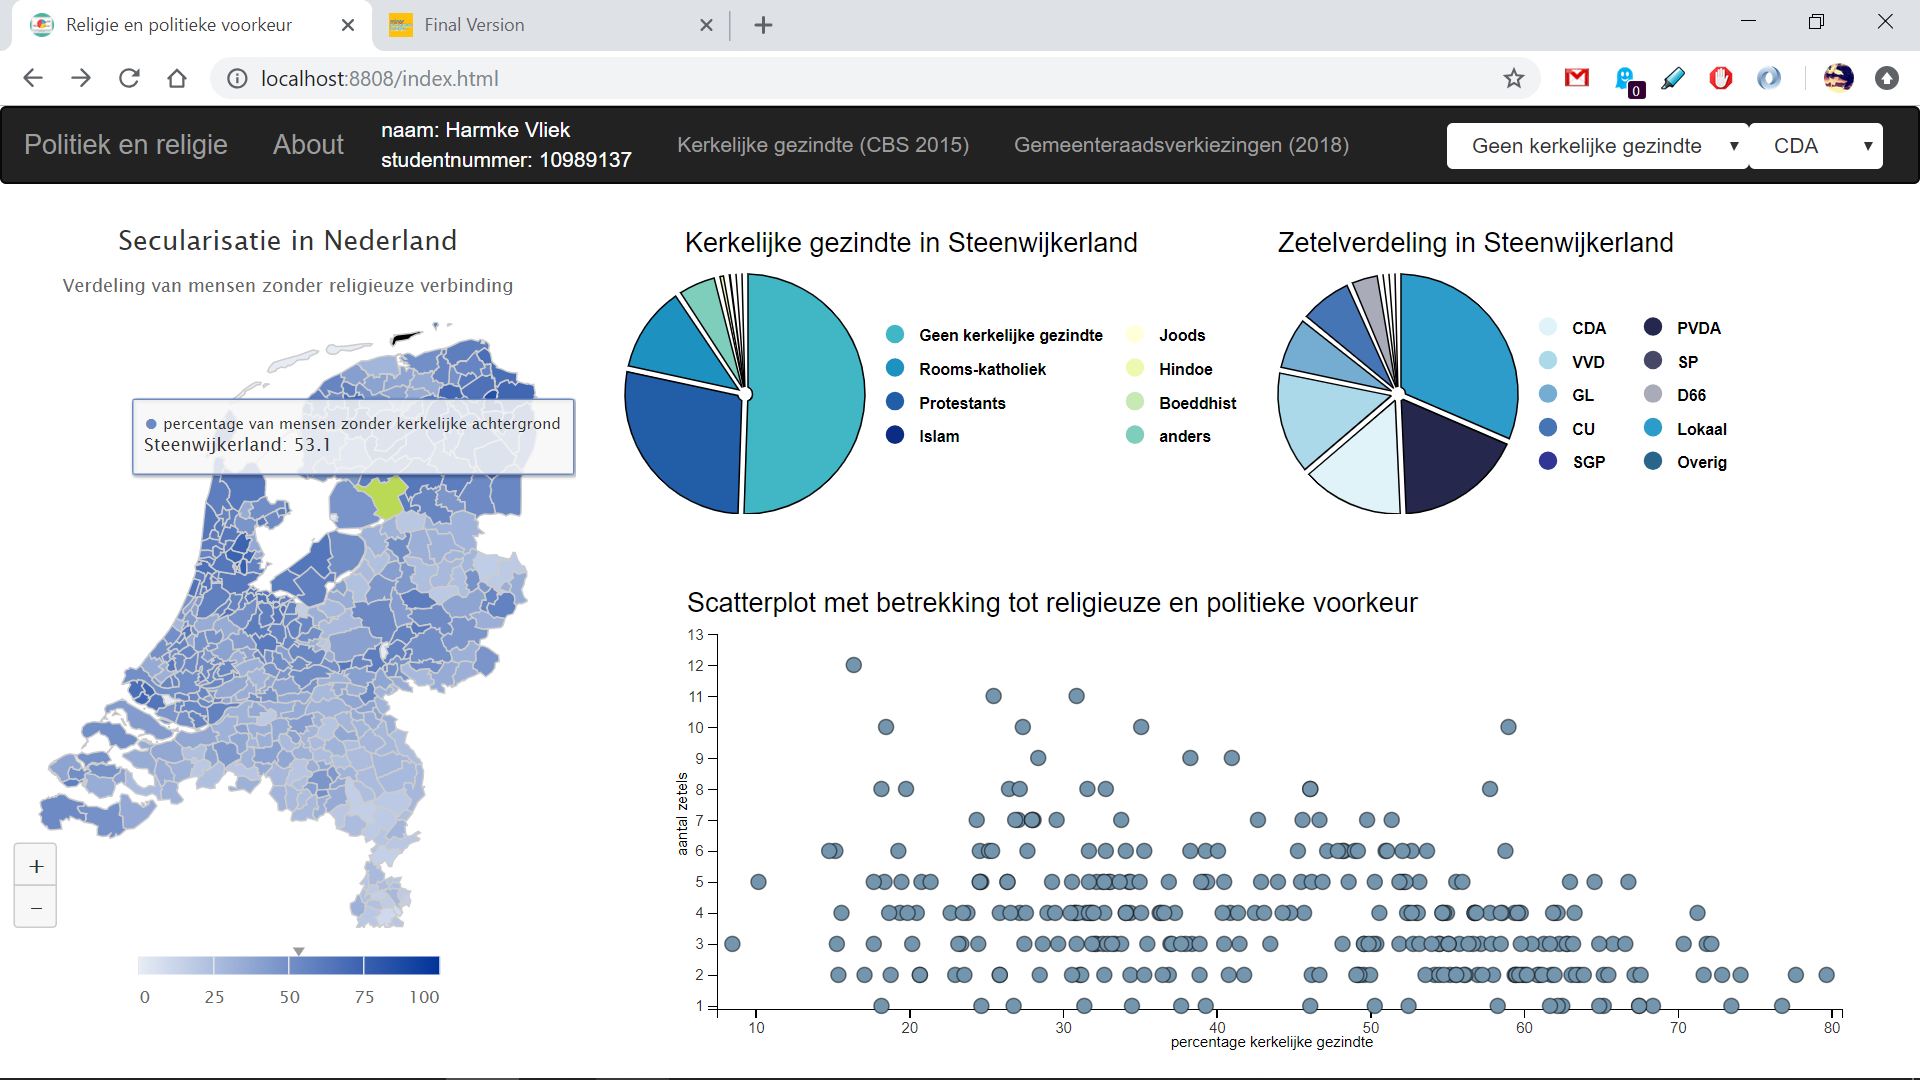 Religie en politieke voorkeur
Final Version
localhost:8808/index.html
0
Politiek en religie
About
naam: Harmke Vliek
studentnummer: 10989137
Kerkelijke gezindte (CBS 2015)
Gemeenteraadsverkiezingen (2018)
Geen kerkelijke gezindte
CDA
Secularisatie in Nederland
Verdeling van mensen zonder religieuze verbinding
percentage van mensen zonder kerkelijke achtergrond
Steenwijkerland: 53.1
+
−
0 25 50 75 100
Kerkelijke gezindte in Steenwijkerland
Geen kerkelijke gezindte
Rooms-katholiek
Protestants
Islam
Joods
Hindoe
Boeddhist
anders
Zetelverdeling in Steenwijkerland
CDA
VVD
GL
CU
SGP
PVDA
SP
D66
Lokaal
Overig
Scatterplot met betrekking tot religieuze en politieke voorkeur
13
12
11
10
9
8
7
6
5
4
3
2
1
aantal zetels
10 20 30 40 50 60 70 80
percentage kerkelijke gezindte